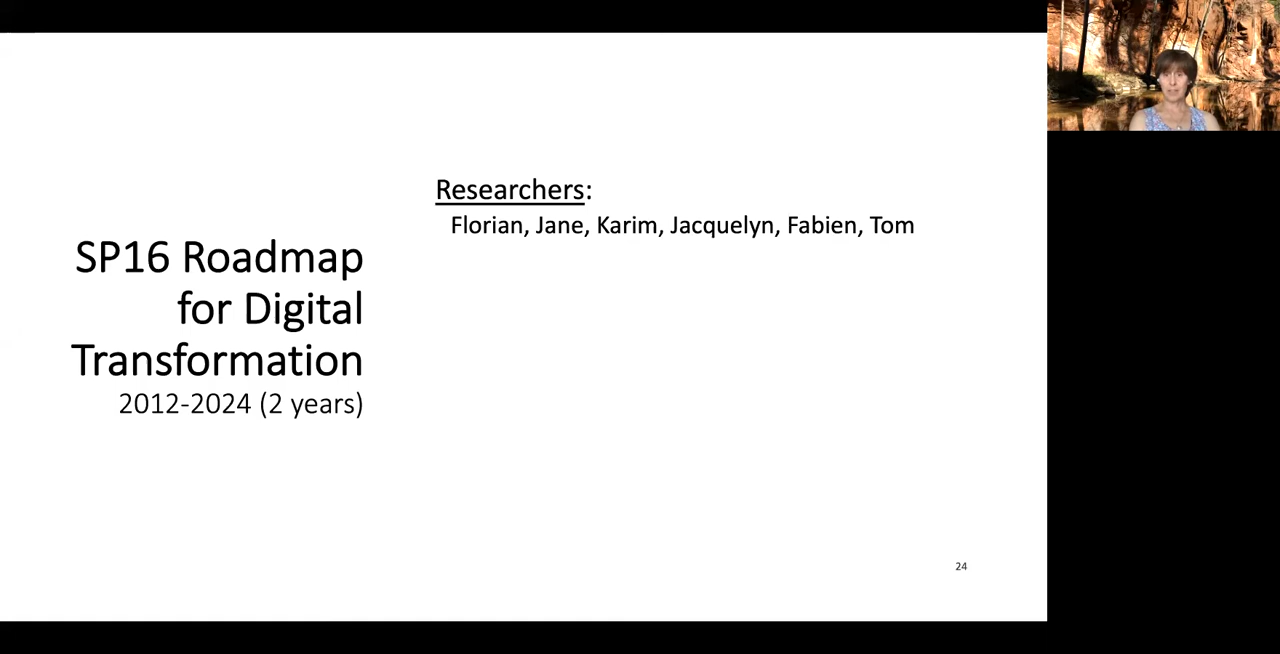 SP16 Roadmap
for Digital
Transformation
2012-2024 (2 years)
Researchers:
Florian, Jane, Karim, Jacquelyn, Fabien, Tom
24